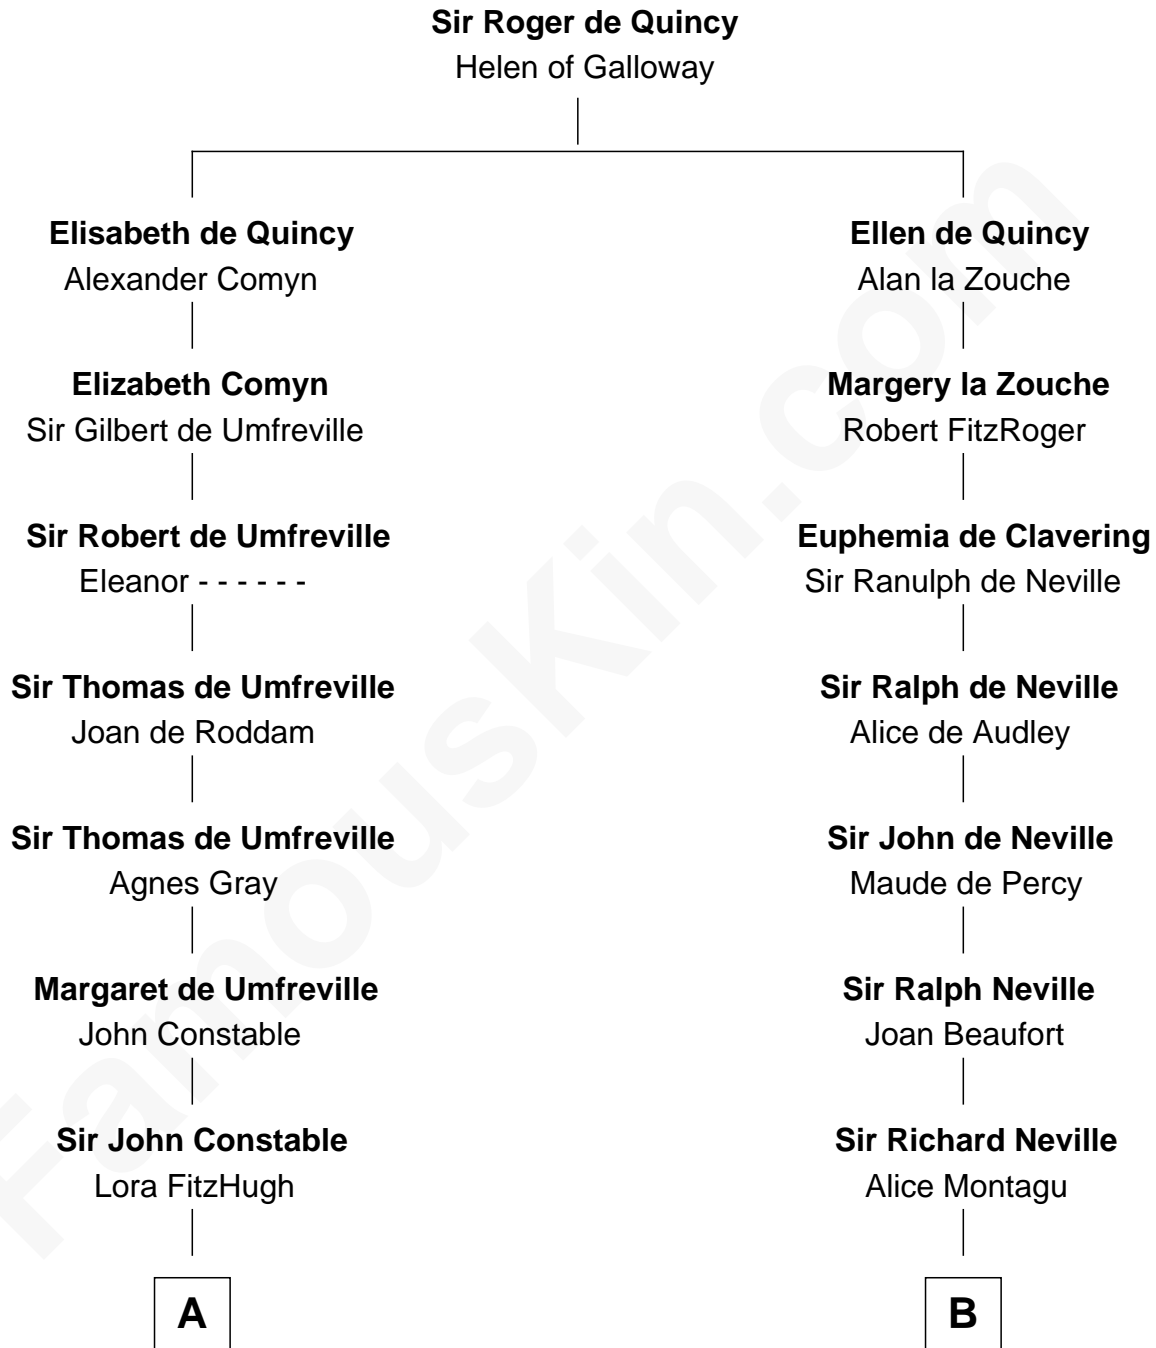 Sir Roger de Quincy
Helen of Galloway
Elisabeth de Quincy
Alexander Comyn
Ellen de Quincy
Alan la Zouche
Elizabeth Comyn
Sir Gilbert de Umfreville
Margery la Zouche
Robert FitzRoger
Sir Robert de Umfreville
Eleanor - - - - - -
Euphemia de Clavering
Sir Ranulph de Neville
Sir Thomas de Umfreville
Joan de Roddam
Sir Ralph de Neville
Alice de Audley
Sir Thomas de Umfreville
Agnes Gray
Sir John de Neville
Maude de Percy
Margaret de Umfreville
John Constable
Sir Ralph Neville
Joan Beaufort
Sir John Constable
Lora FitzHugh
Sir Richard Neville
Alice Montagu
A
B
FamousKin.com